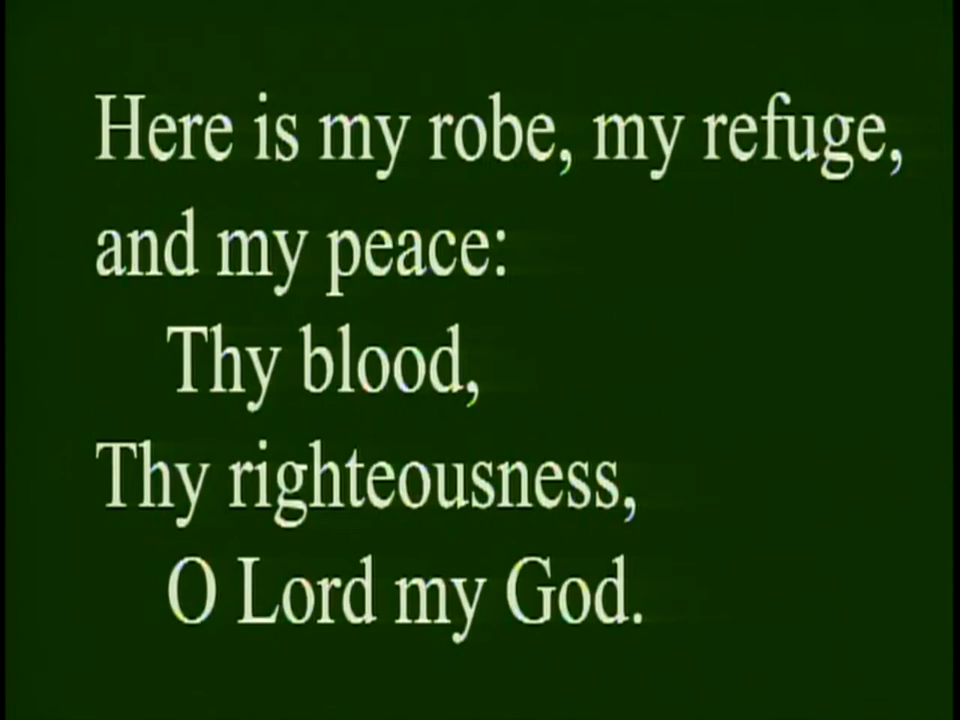 Here is my robe, my refuge,
and my peace:
Thy blood,
Thy righteousness,
O Lord my God.